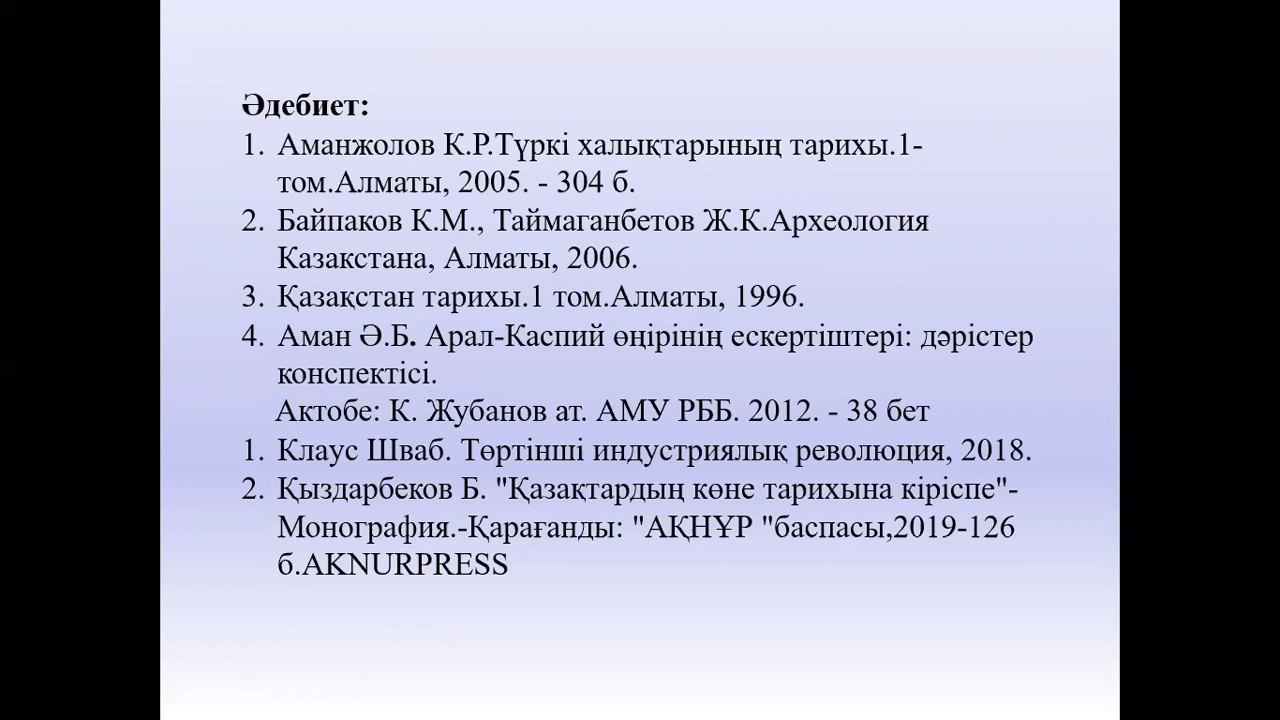 Әдебиет:
1. Аманжолов К.Р.Түркі халықтарының тарихы.1-
том.Алматы, 2005. - 304 б.
2. Байпаков К.М., Таймаганбетов Ж.К.Археология
Казакстана, Алматы, 2006.
3. Қазақстан тарихы.1 том.Алматы, 1996.
4. Аман Ә.Б. Арал-Каспий өңірінің ескертіштері: дәрістер
конспектісі.
Актобе: К. Жубанов ат. АМУ РББ. 2012. - 38 бет
1. Клаус Шваб. Төртінші индустриялық революция, 2018.
2. Қыздарбеков Б. "Қазақтардың көне тарихына кіріспе"-
Монография.-Қарағанды: "АҚНҰР "баспасы,2019-126
б.AKNURPRESS